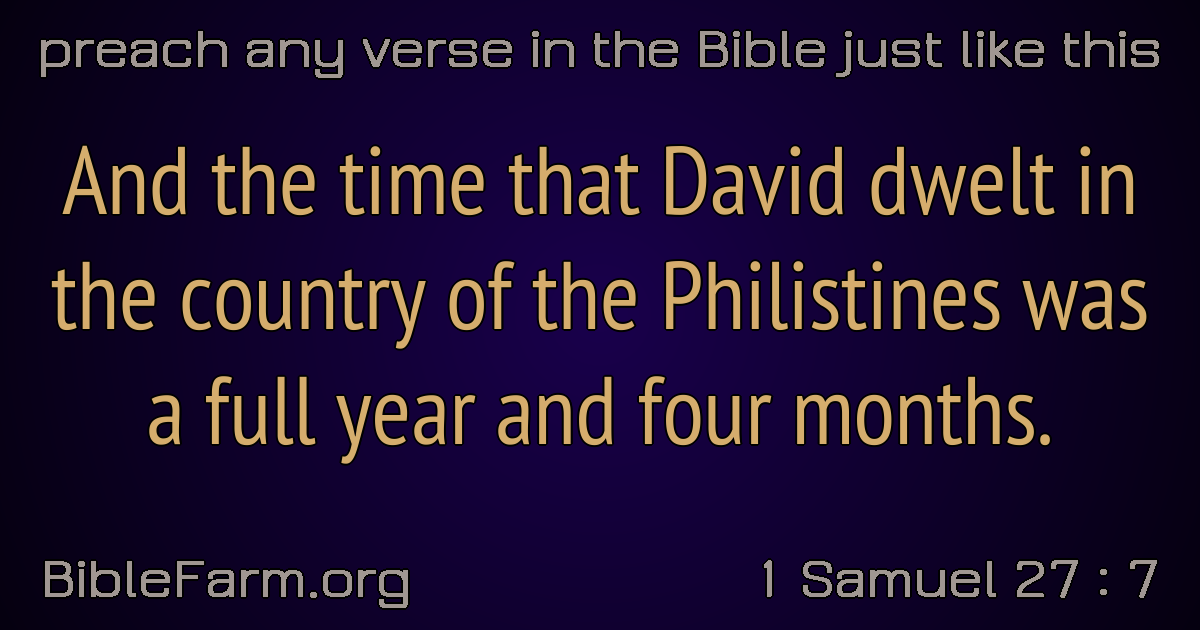 preach any verse in the Bible just like this
And the time that David dwelt in
the country of the Philistines was
a full year and four months.
BibleFarm.org
1 Samuel 27 : 7